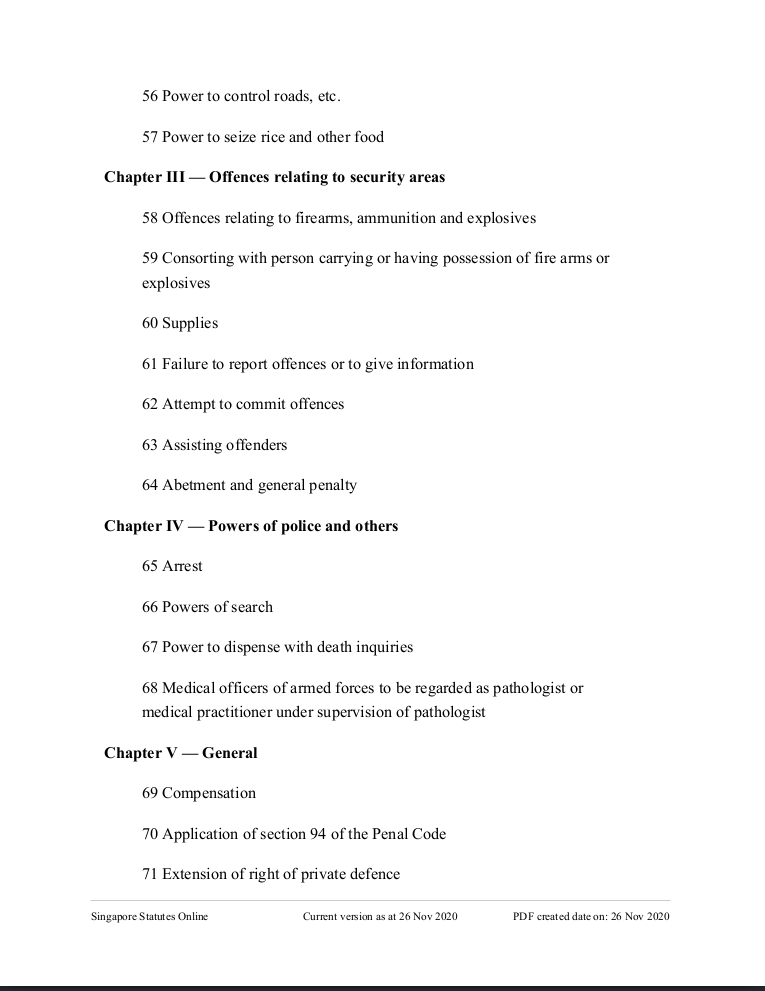 56 Power to control roads, etc.
57 Power to seize rice and other food
Chapter III — Offences relating to security areas
58 Offences relating to firearms, ammunition and explosives
59 Consorting with person carrying or having possession of fire arms or
explosives
60 Supplies
61 Failure to report offences or to give information
62 Attempt to commit offences
63 Assisting offenders
64 Abetment and general penalty
Chapter IV — Powers of police and others
65 Arrest
66 Powers of search
67 Power to dispense with death inquiries
68 Medical officers of armed forces to be regarded as pathologist or
medical practitioner under supervision of pathologist
Chapter V — General
69 Compensation
70 Application of section 94 of the Penal Code
71 Extension of right of private defence
Singapore Statutes Online Current version as at 26 Nov 2020 PDF created date on: 26 Nov 2020